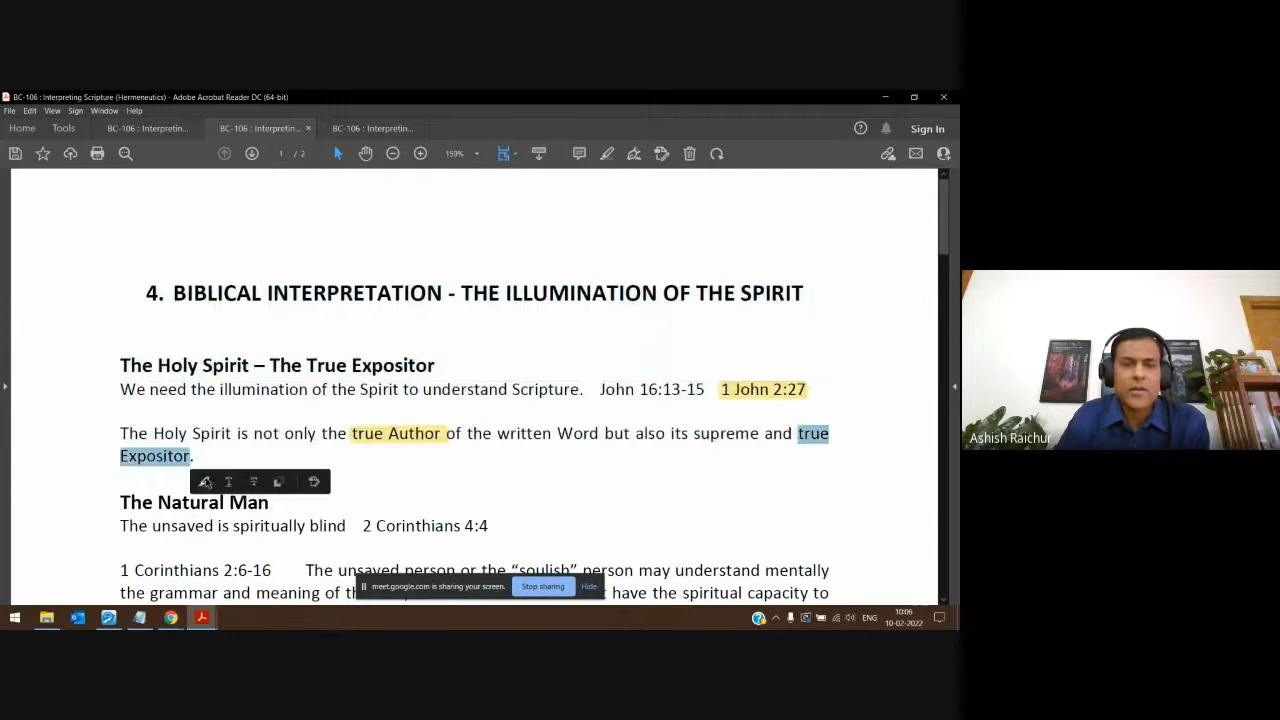 BC-106 : Interpreting Scripture (Hermeneutics) - Adobe Acrobat Reader DC (64-bit)
File Edit View Sign Window Help
Home Tools BC-106 : Interpretin... BC-106 : Interpretin... × BC-106 : Interpretin... Sign In
1 / 2 159%
4. BIBLICAL INTERPRETATION - THE ILLUMINATION OF THE SPIRIT
The Holy Spirit – The True Expositor
We need the illumination of the Spirit to understand Scripture. John 16:13-15 1 John 2:27
The Holy Spirit is not only the true Author of the written Word but also its supreme and true
Expositor.
The Natural Man
The unsaved is spiritually blind 2 Corinthians 4:4
1 Corinthians 2:6-16 The unsaved person or the “soulish” person may understand mentally
the grammar and meaning of th
have the spiritual capacity to
meet.google.com is sharing your screen. Stop sharing Hide
ENG 10:06
10-02-2022
Ashish Raichur